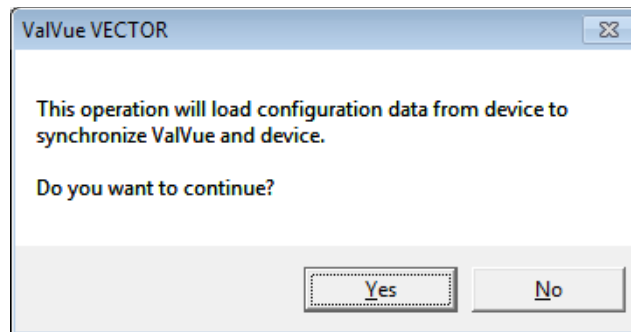 ValVue VECTOR
This operation will load configuration data from device to
synchronize ValVue and device.
Do you want to continue?
Yes
No